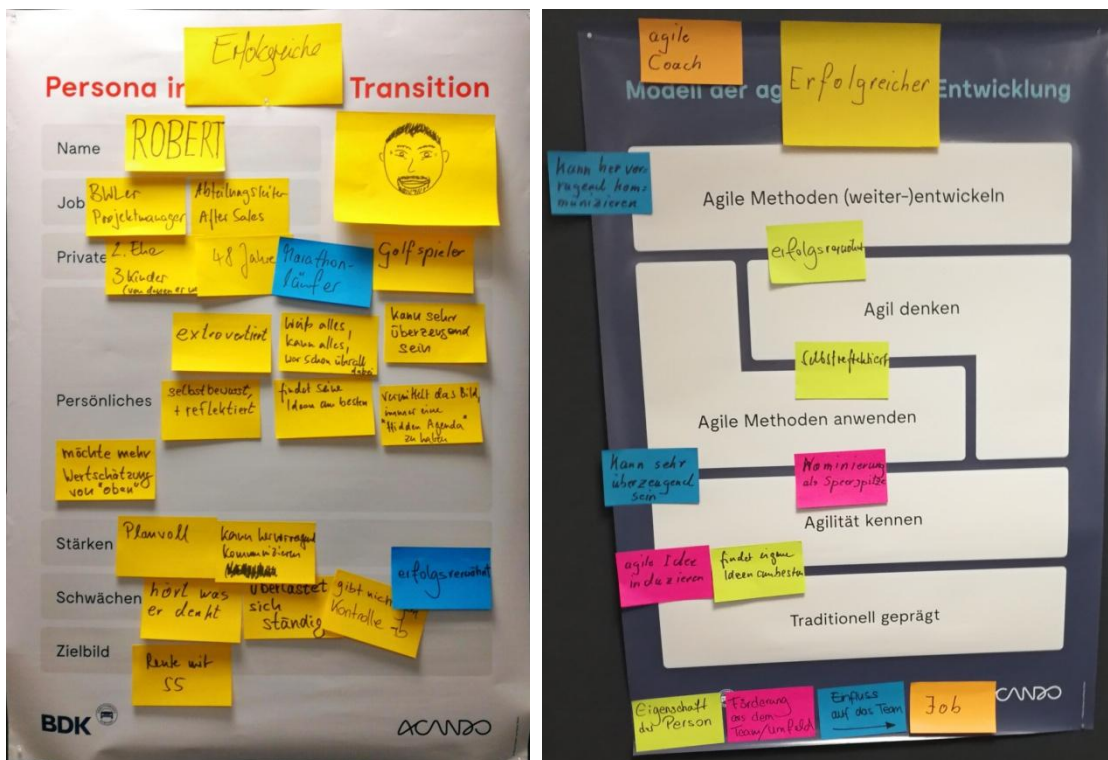 Erfolgreiche
Persona in
Transition
Name
ROBERT
Job
BWLer
Projektmanager
Abteilungsleiter
After Sales
Private
2. Ehe
3 Kinder
48 Jahre
Marathon-
läufer
Golfspieler
extrovertiert
Weiß alles,
kann alles,
war schon überall
dabei
kann sehr
überzeugend
sein
Persönliches
selbstbewusst,
+ reflektiert
findet seine
Ideen am besten
vermittelt das Bild,
immer eine
"Hidden Agenda"
zu haben
möchte mehr
Wertschätzung
von "oben"
Stärken
Planvoll
kann hervorragend
kommunizieren
erfolgsverwöhnt
Schwächen
hört was
er denkt
überlastet
sich
ständig
gibt nicht
Kontrolle
ab
Zielbild
Rente mit
55
BDK
ACANDO
agile
Coach
Erfolgreicher
Modell der ag
Entwicklung
Kann hervor-
ragend kom-
munizieren
Agile Methoden (weiter-)entwickeln
erfolgsverwöhnt
Agil denken
Selbstreflektiert
Agile Methoden anwenden
Kann sehr
überzeugend
sein
Nominierung
als Speerspitze
Agilität kennen
agile Idee
induzieren
findet eigene
Ideen am besten
Traditionell geprägt
Eigenschaft
der Person
Förderung
aus dem
Team/Umfeld
Einfluss
auf das Team
Job
CANDO